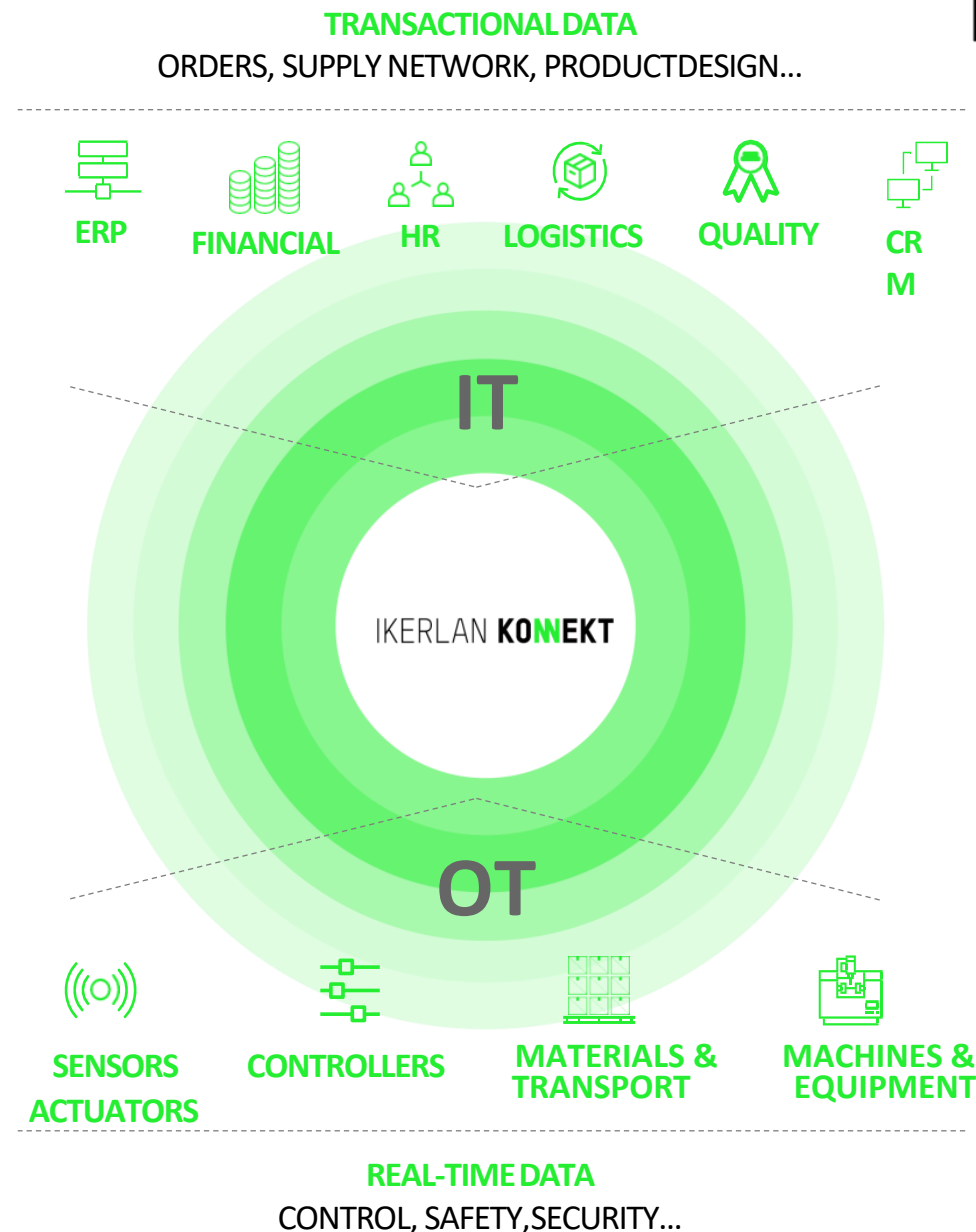 TRANSACTIONAL DATA
ORDERS, SUPPLY NETWORK, PRODUCTDESIGN...
ERP
FINANCIAL
HR
LOGISTICS
QUALITY
CR
M
IT
IKERLAN KONNEKT
OT
SENSORS
ACTUATORS
CONTROLLERS
MATERIALS &
TRANSPORT
MACHINES &
EQUIPMENT
REAL-TIME DATA
CONTROL, SAFETY,SECURITY...